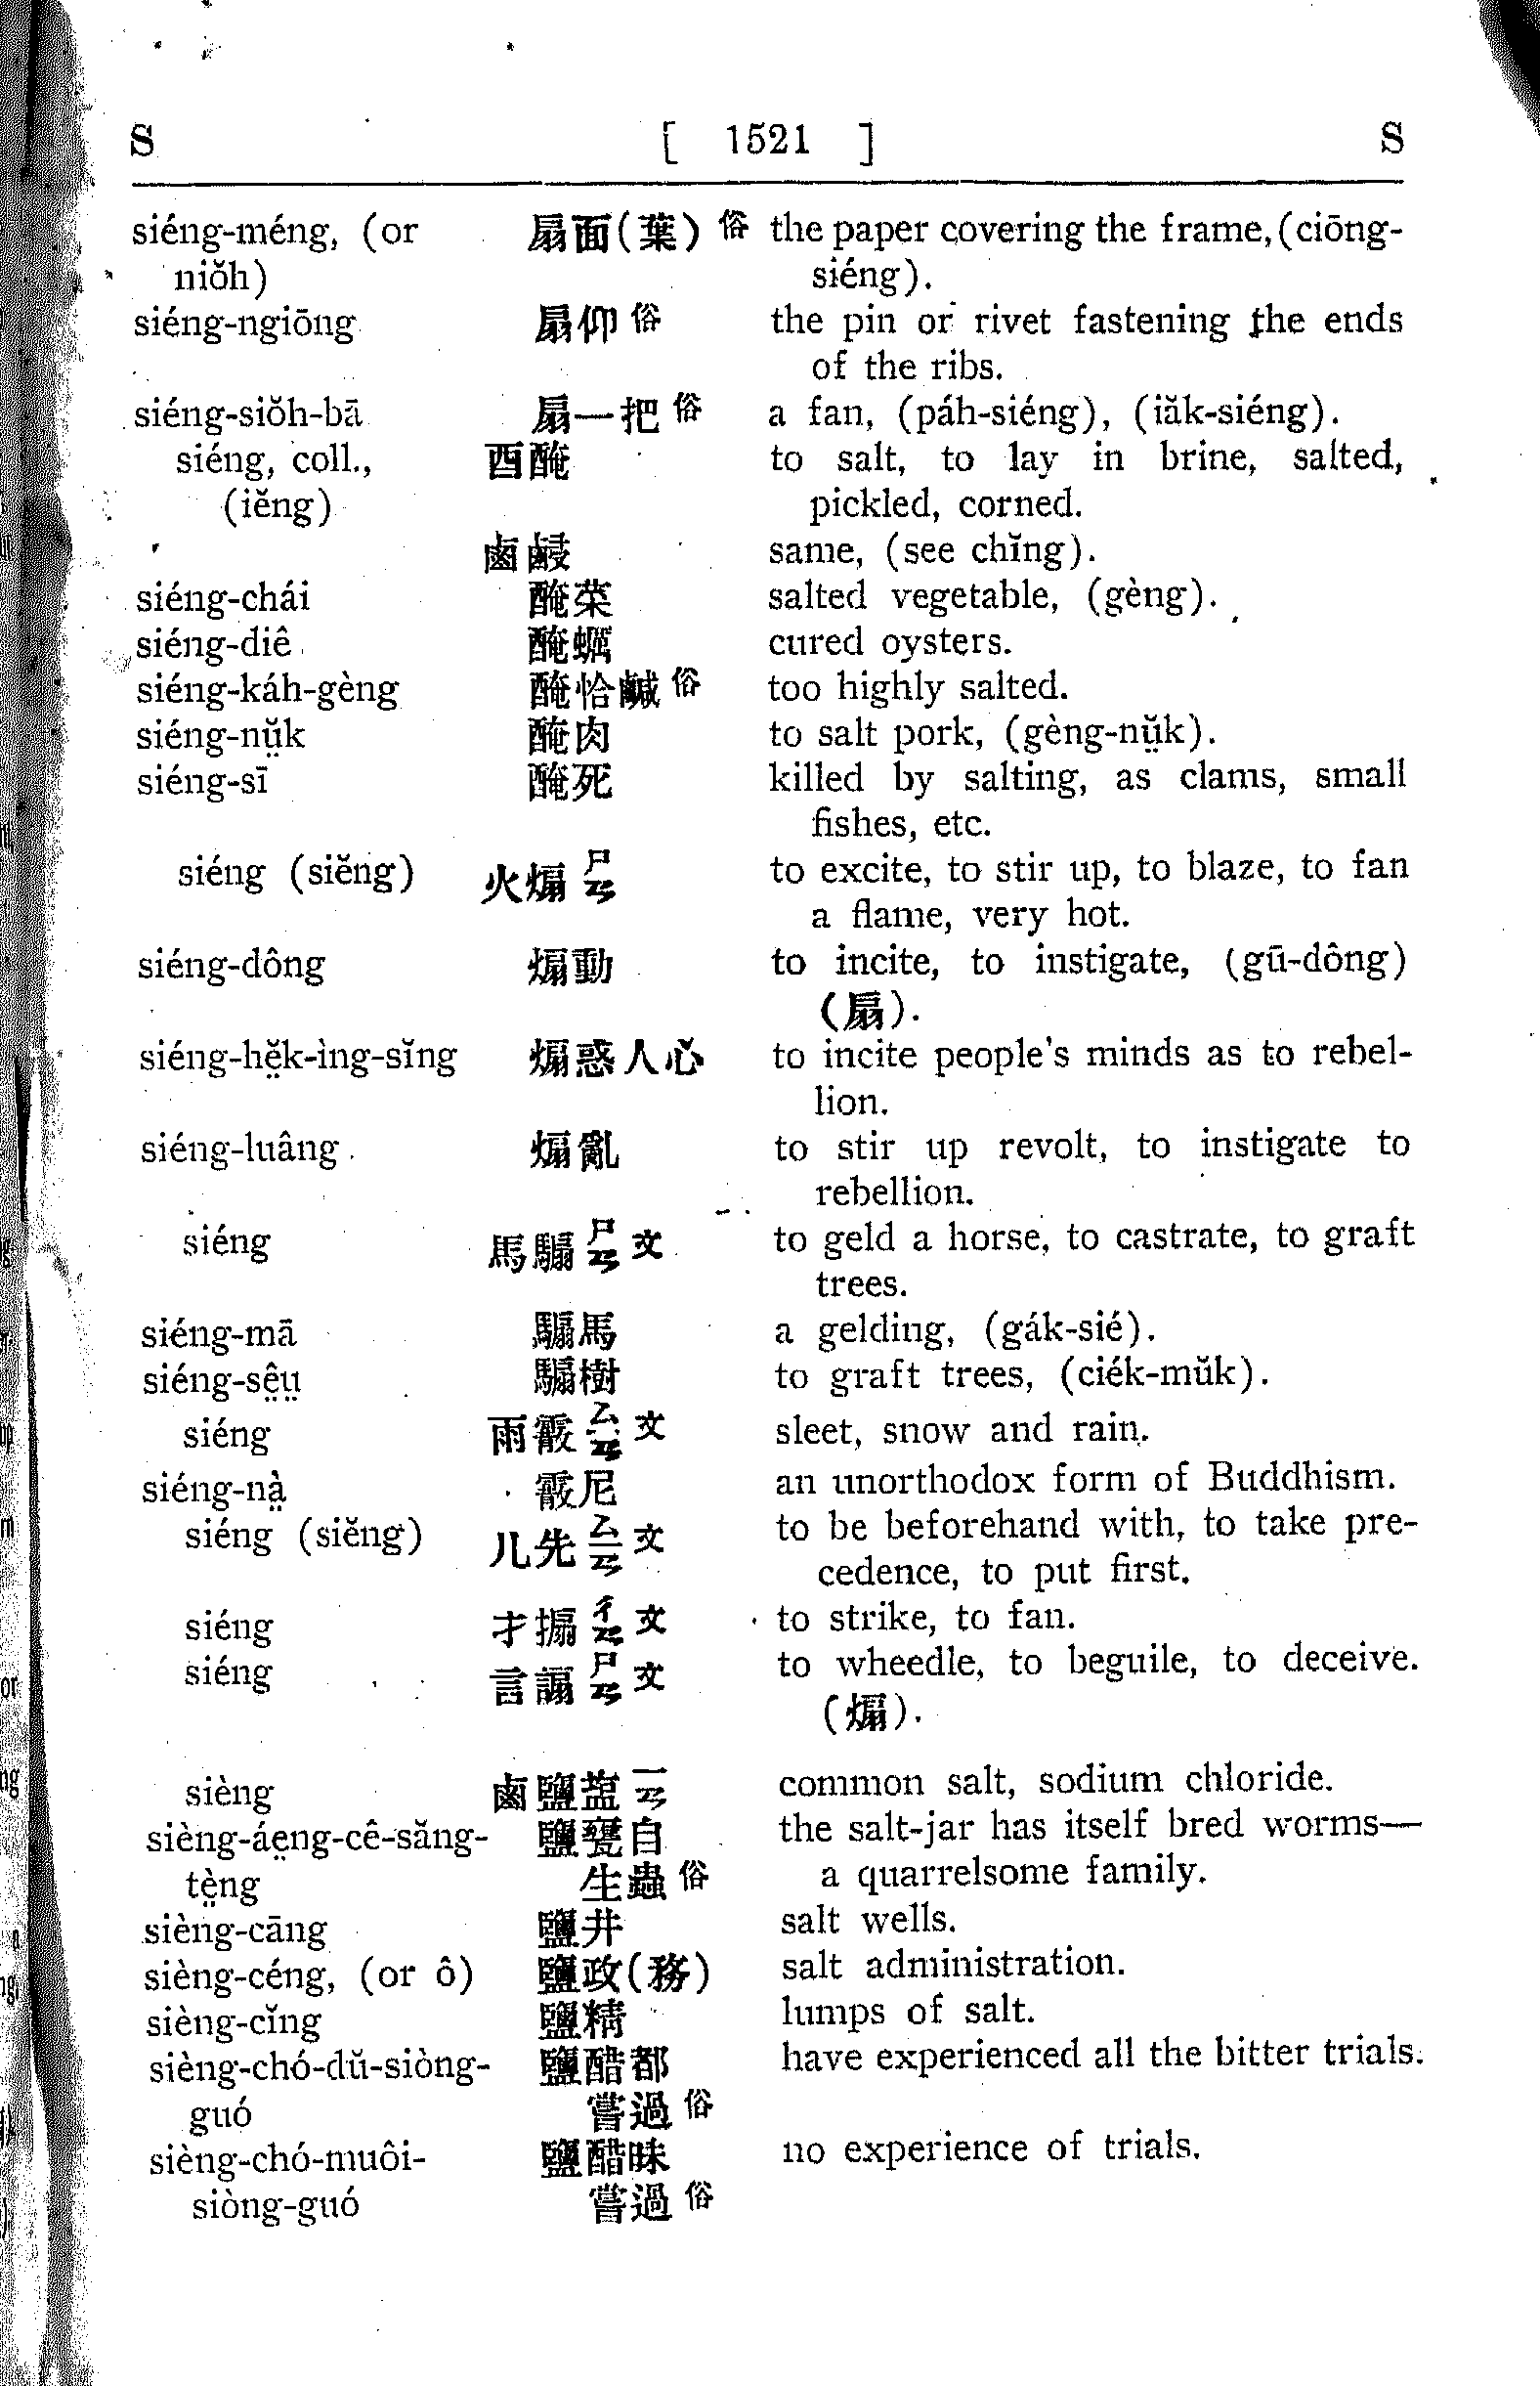 S [ 1521 ] S
siéng-méng, (or 扇面(葉) 俗 the paper covering the frame, (ciōng-
niŏh) siéng).
siéng-ngiōng 扇仰 俗 the pin or rivet fastening the ends
of the ribs.
siéng-siŏh-bā 扇一把 俗 a fan, (páh-siéng), (iăk-siéng).
siéng, coll., 酉醃 to salt, to lay in brine, salted,
(iĕng) pickled, corned.
鹵 same, (see chĭng).
siéng-chái 醃菜 salted vegetable, (gèng).
siéng-diê 醃蠣 cured oysters.
siéng-káh-gèng 醃恰鹹 俗 too highly salted.
siéng-nṳ̆k 醃肉 to salt pork, (gèng-nṳ̆k).
siéng-sī 醃死 killed by salting, as clams, small
fishes, etc.
siéng (siĕng) 火煽 ㄕㄢ to excite, to stir up, to blaze, to fan
a flame, very hot.
siéng-dông 煽動 to incite, to instigate, (gū-dông)
(扇).
siéng-hĕ̤k-ìng-sĭng 煽惑人心 to incite people's minds as to rebel-
lion.
siéng-luâng 煽亂 to stir up revolt, to instigate to
rebellion.
siéng 馬騸 ㄕㄢ 文 to geld a horse, to castrate, to graft
trees.
siéng-mā 騸馬 a gelding, (gák-sié).
siéng-sê̤ṳ 騸樹 to graft trees, (ciék-mŭk).
siéng 雨霰 ㄙㄧㄢ 文 sleet, snow and rain.
siéng-nà̤ 霰尼 an unorthodox form of Buddhism.
siéng (siĕng) 儿先 ㄙㄧㄢ 文 to be beforehand with, to take pre-
cedence, to put first.
siéng 才搧 ㄔㄢ 文 to strike, to fan.
siéng 言謆 ㄕㄢ 文 to wheedle, to beguile, to deceive.
(煽).
sièng 鹵鹽塩 ㄧㄢ common salt, sodium chloride.
sièng-áe̤ng-cê-săng- 鹽甕自 the salt-jar has itself bred worms—
tè̤ng 生蟲 俗 a quarrelsome family.
sièng-cāng 鹽井 salt wells.
sièng-céng, (or ô) 鹽政(務) salt administration.
sièng-cĭng 鹽精 lumps of salt.
sièng-chó-dŭ-siòng- 鹽醋都 have experienced all the bitter trials.
guó 嘗過 俗
sièng-chó-muôi- 鹽醋昧 no experience of trials.
siòng-guó 嘗過 俗